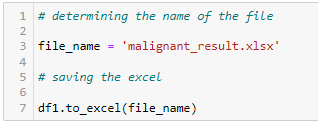 1 # determining the name of the file
2
3 file_name = 'malignant_result.xlsx'
4
5 # saving the excel
6
7 df1.to_excel(file_name)